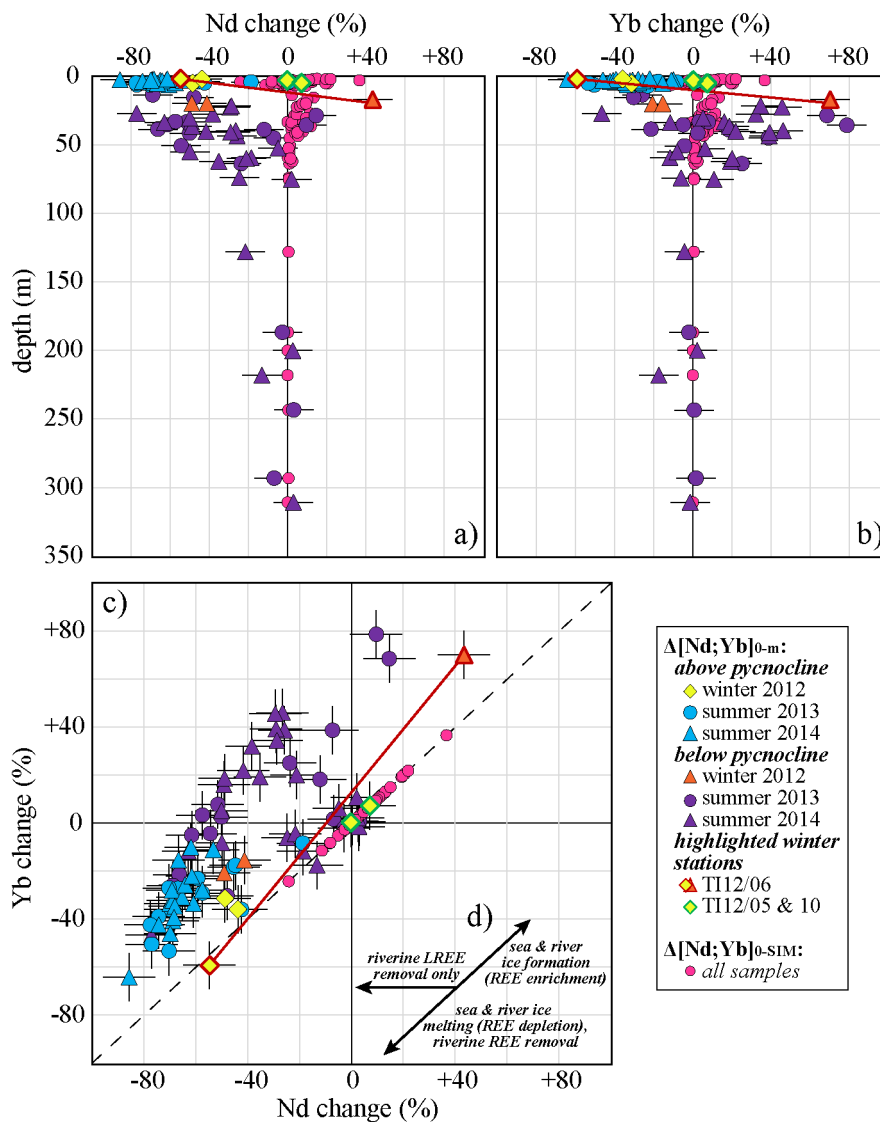 Nd change (%)
Yb change (%)
-80 -40 0 +40
-80 -40 0 +40 +80
0
50
100
150
200
250
300
350
depth (m)
a)
b)
c)
+80
+40
0
-40
-80
Yb change (%)
d)
riverine LREE
removal only
sea & river
ice formation
(REE enrichment)
sea & river ice
melting (REE depletion),
riverine REE removal
-80 -40 0 +40 +80
Nd change (%)
Δ[Nd;Yb]0-m:
above pycnocline
winter 2012
summer 2013
summer 2014
below pycnocline
winter 2012
summer 2013
summer 2014
highlighted winter
stations
TI12/06
TI12/05 & 10
Δ[Nd;Yb]0-SIM:
all samples